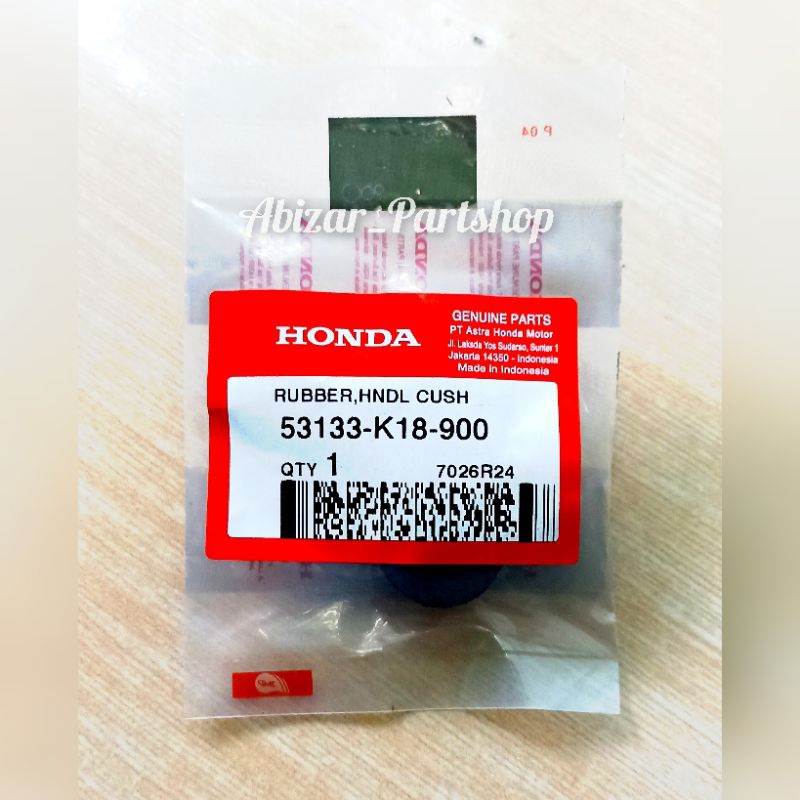 P 04
Abizar_Partshop
HONDA
GENUINE PARTS
PT Astra Honda Motor
Jl. Laksda Yos Sudarso, Sunter 1
Jakarta 14350 - Indonesia
Made in Indonesia
RUBBER,HNDL CUSH
53133-K18-900
QTY 1
7026R24